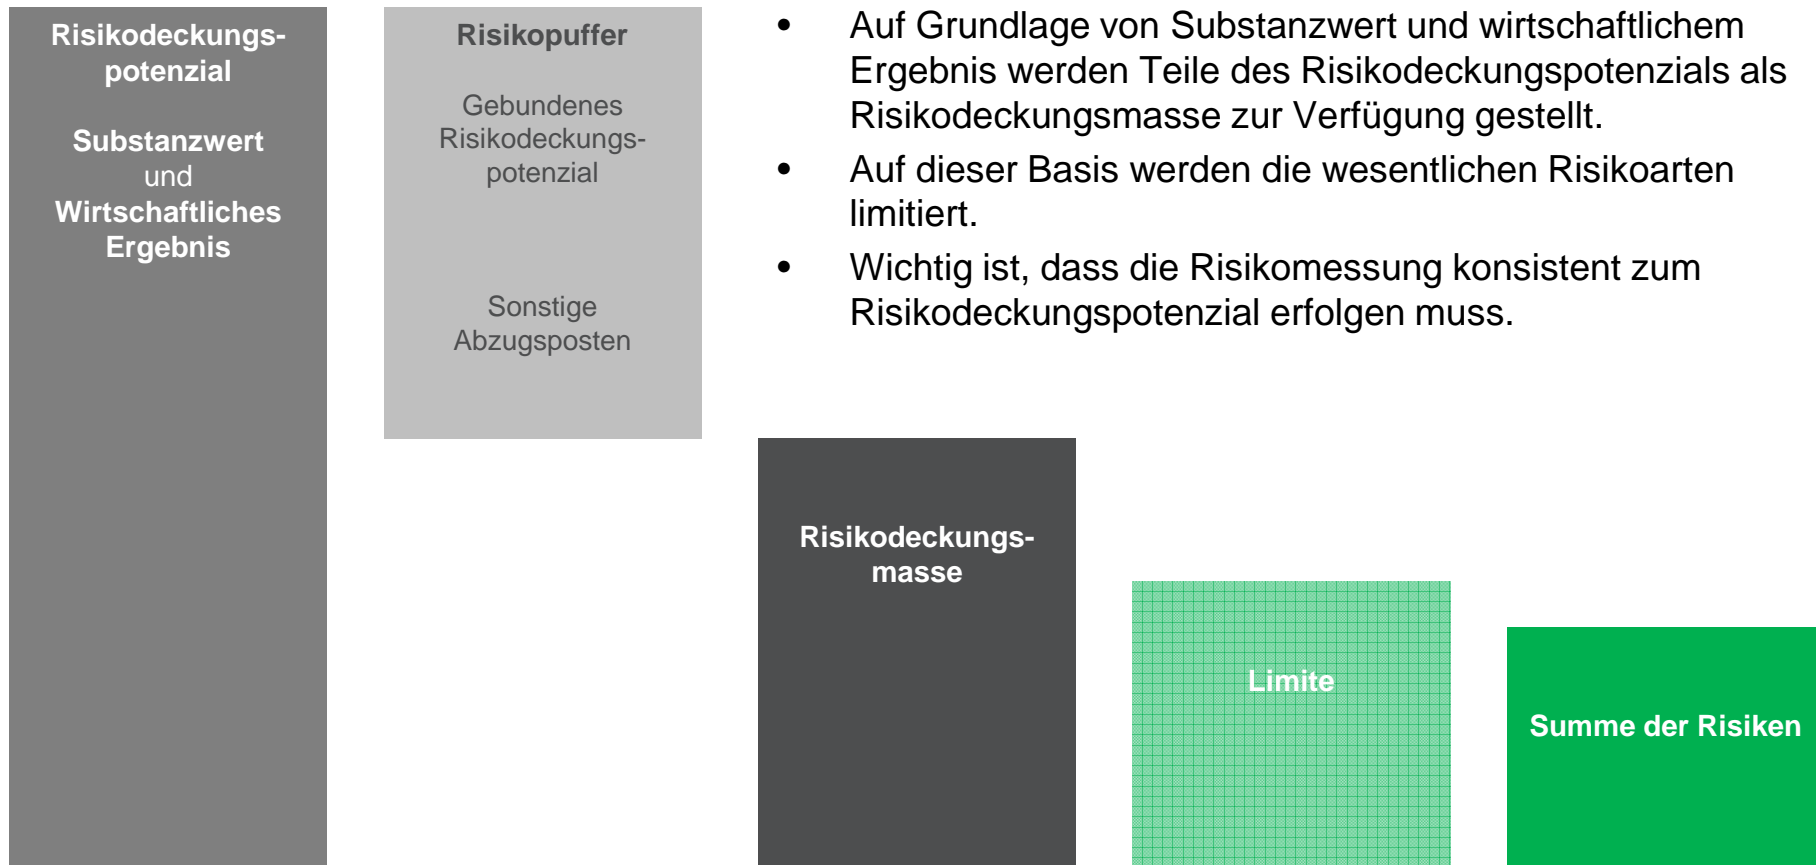 Risikodeckungs-
potenzial
Substanzwert
und
Wirtschaftliches
Ergebnis
Risikopuffer
Gebundenes
Risikodeckungs-
potenzial
Sonstige
Abzugsposten
• Auf Grundlage von Substanzwert und wirtschaftlichem
Ergebnis werden Teile des Risikodeckungspotenzials als
Risikodeckungsmasse zur Verfügung gestellt.
• Auf dieser Basis werden die wesentlichen Risikoarten
limitiert.
• Wichtig ist, dass die Risikomessung konsistent zum
Risikodeckungspotenzial erfolgen muss.
Risikodeckungs-
masse
Limite
Summe der Risiken